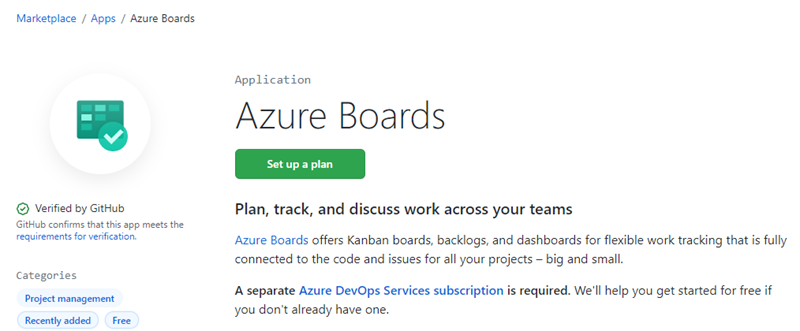 Marketplace / Apps / Azure Boards
Application
Azure Boards
Set up a plan
Verified by GitHub
GitHub confirms that this app meets the
requirements for verification.
Categories
Project management
Recently added Free
Plan, track, and discuss work across your teams
Azure Boards offers Kanban boards, backlogs, and dashboards for flexible work tracking that is fully
connected to the code and issues for all your projects – big and small.
A separate Azure DevOps Services subscription is required. We'll help you get started for free if
you don't already have one.